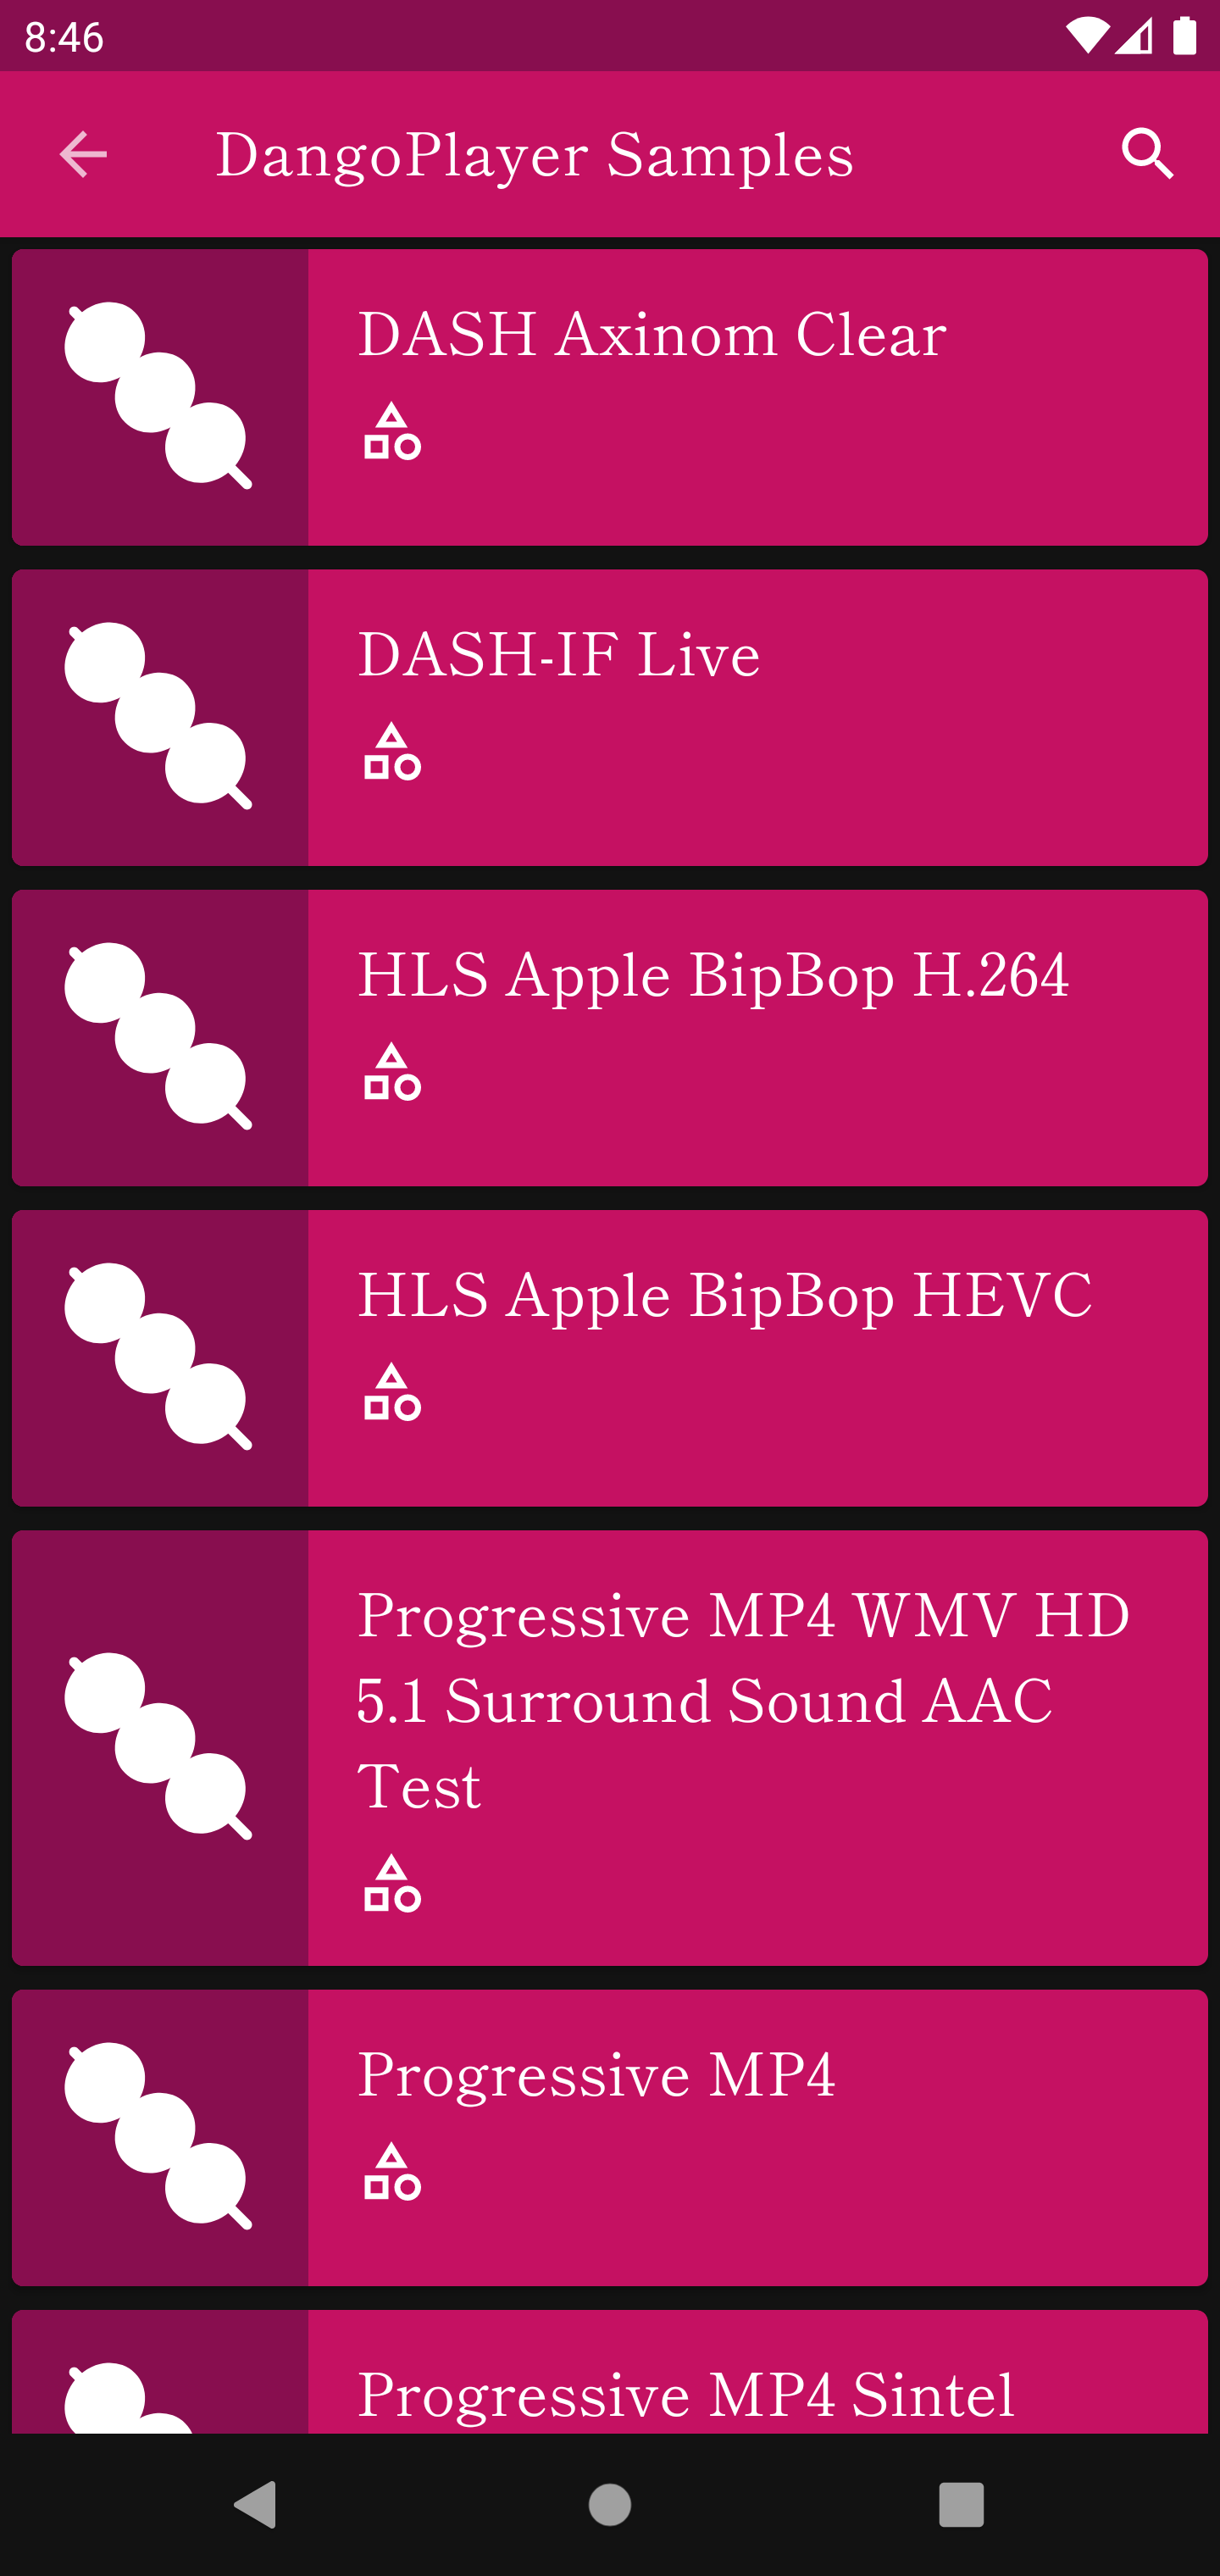 8:46
DangoPlayer Samples
DASH Axinom Clear
DASH-IF Live
HLS Apple BipBop H.264
HLS Apple BipBop HEVC
Progressive MP4 WMV HD
5.1 Surround Sound AAC
Test
Progressive MP4
Progressive MP4 Sintel